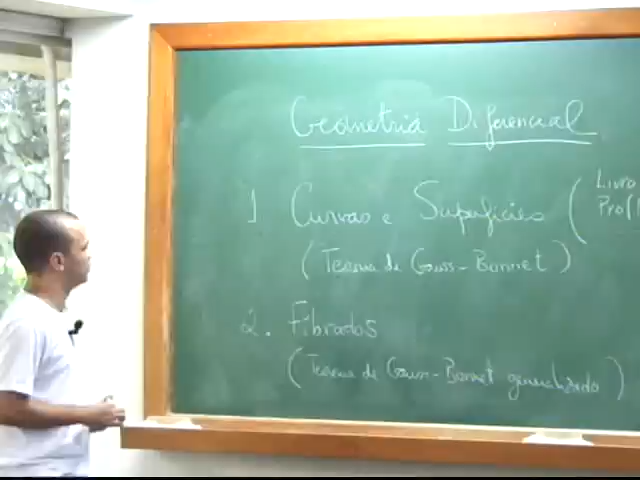 Geometria Diferencial
1 Curvas e Superfícies ( Livro
Prof
(Teorema de Gauss-Bonnet)
2. Fibrados
(Teorema de Gauss-Bonnet generalizado)